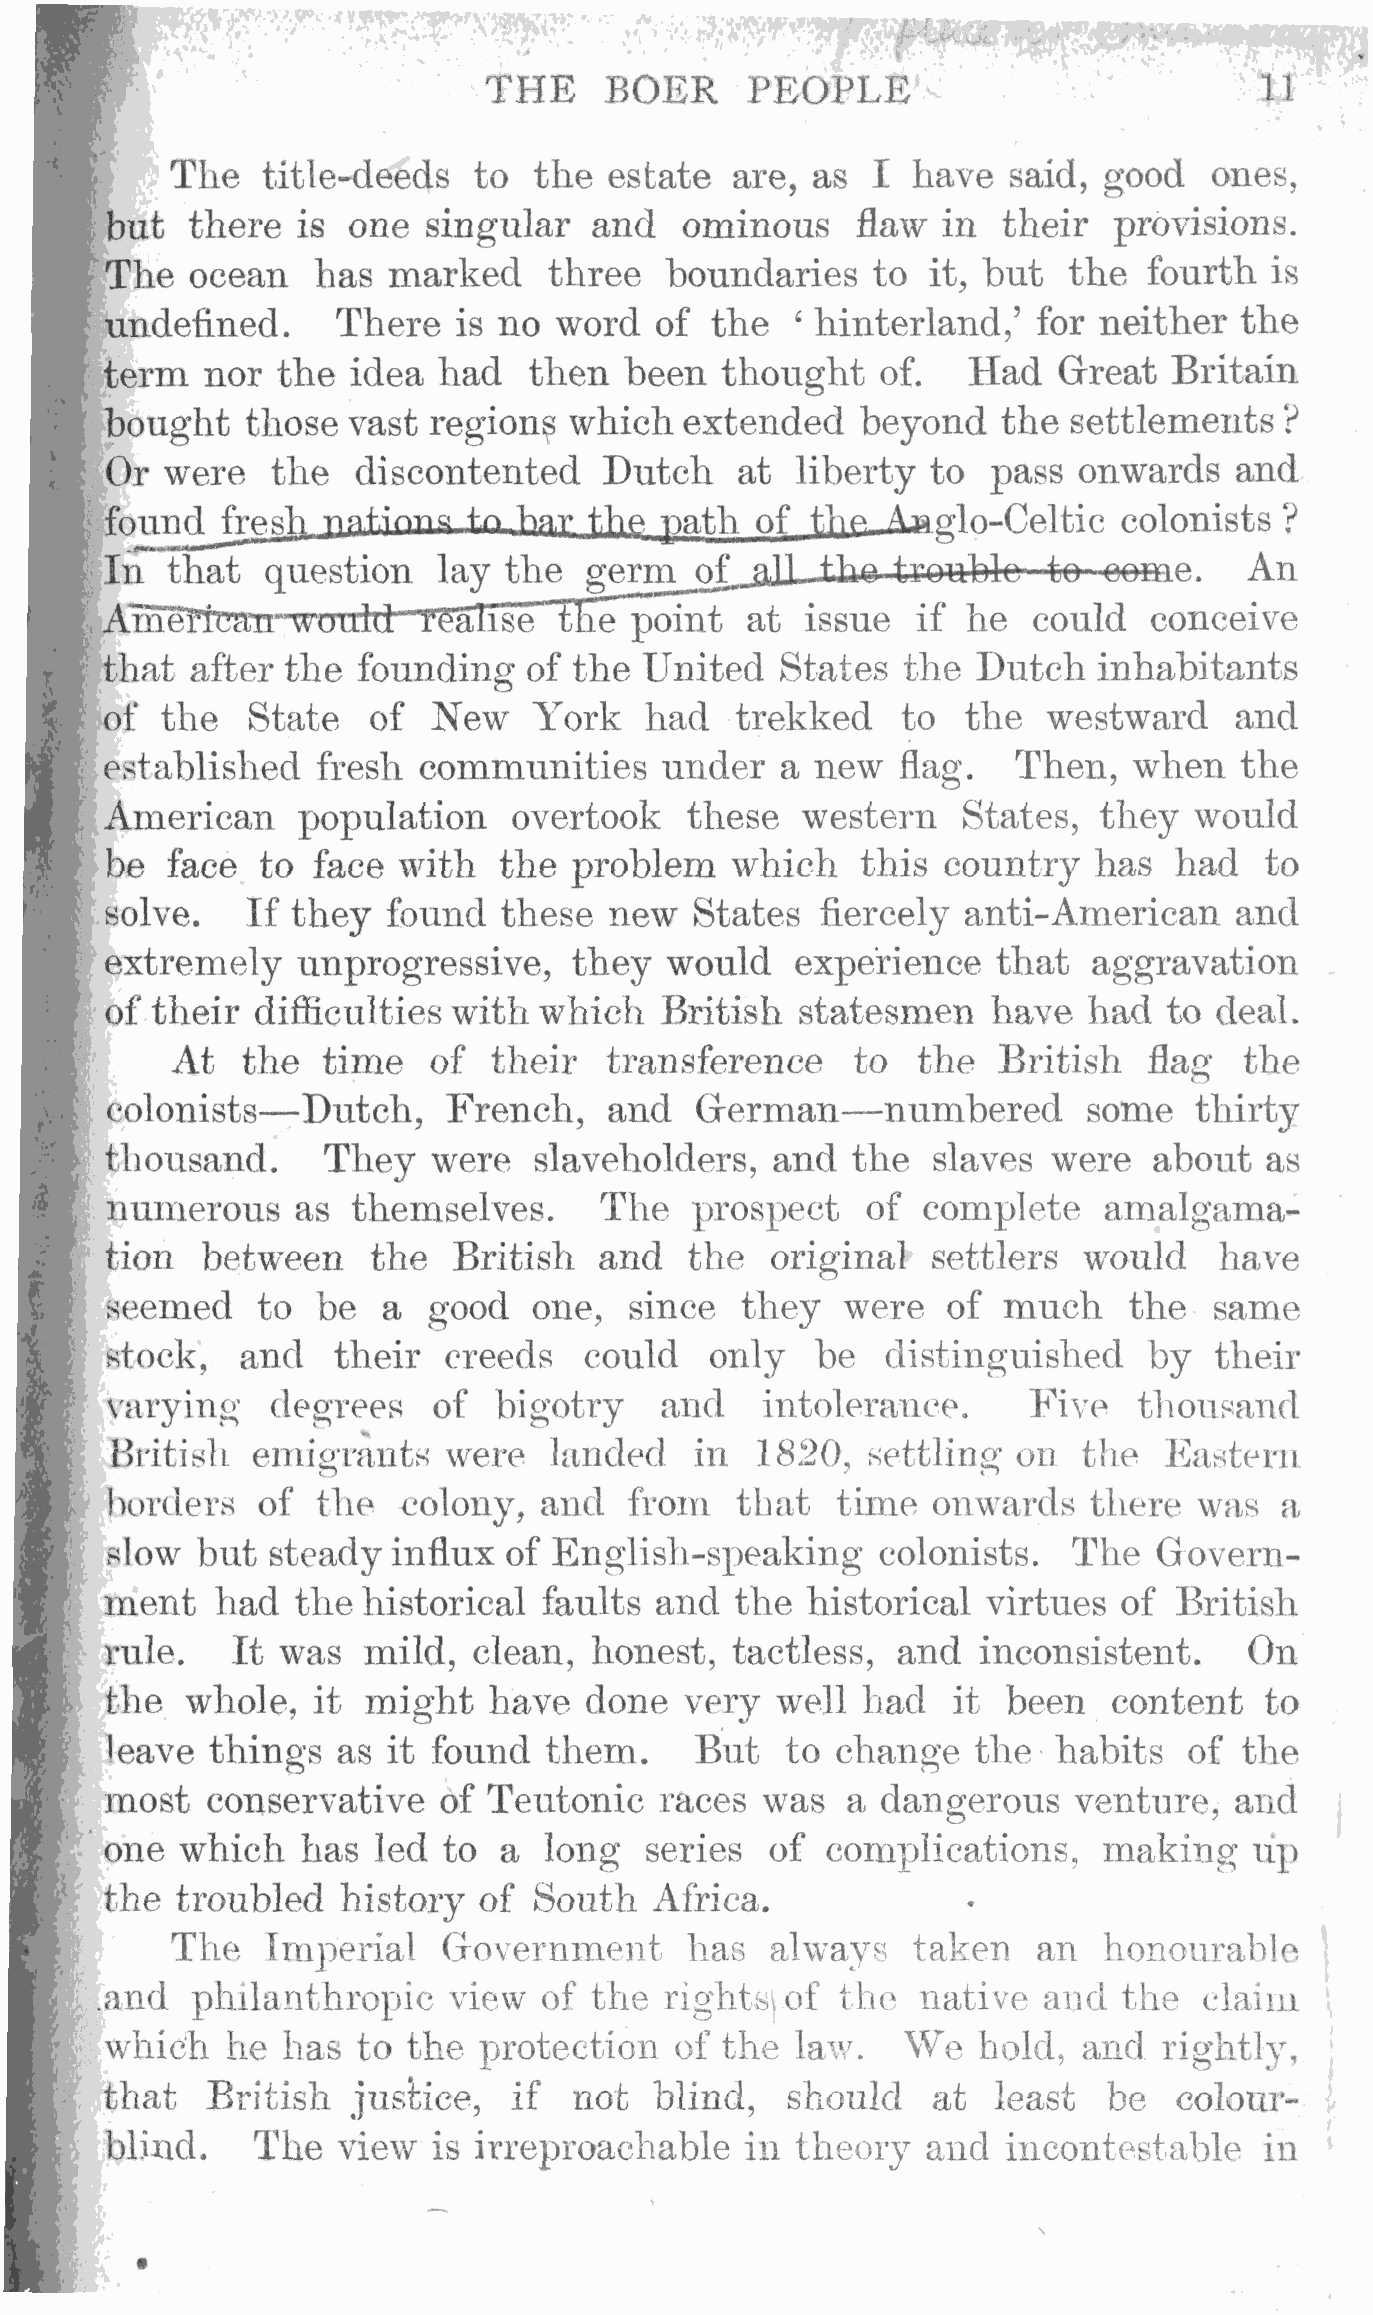 THE BOER PEOPLE 11
The title-deeds to the estate are, as I have said, good ones,
but there is one singular and ominous flaw in their provisions.
The ocean has marked three boundaries to it, but the fourth is
undefined. There is no word of the ‘ hinterland,’ for neither the
term nor the idea had then been thought of. Had Great Britain
bought those vast regions which extended beyond the settlements ?
Or were the discontented Dutch at liberty to pass onwards and
found fresh nations to bar the path of the Anglo-Celtic colonists ?
In that question lay the germ of all the trouble to come. An
American would realise the point at issue if he could conceive
that after the founding of the United States the Dutch inhabitants
of the State of New York had trekked to the westward and
established fresh communities under a new flag. Then, when the
American population overtook these western States, they would
be face to face with the problem which this country has had to
solve. If they found these new States fiercely anti-American and
extremely unprogressive, they would experience that aggravation
of their difficulties with which British statesmen have had to deal.
At the time of their transference to the British flag the
colonists—Dutch, French, and German—numbered some thirty
thousand. They were slaveholders, and the slaves were about as
numerous as themselves. The prospect of complete amalgama-
tion between the British and the original settlers would have
seemed to be a good one, since they were of much the same
stock, and their creeds could only be distinguished by their
varying degrees of bigotry and intolerance. Five thousand
British emigrants were landed in 1820, settling on the Eastern
borders of the colony, and from that time onwards there was a
slow but steady influx of English-speaking colonists. The Govern-
ment had the historical faults and the historical virtues of British
rule. It was mild, clean, honest, tactless, and inconsistent. On
the whole, it might have done very well had it been content to
leave things as it found them. But to change the habits of the
most conservative of Teutonic races was a dangerous venture, and
one which has led to a long series of complications, making up
the troubled history of South Africa.
The Imperial Government has always taken an honourable
and philanthropic view of the rights of the native and the claim
which he has to the protection of the law. We hold, and rightly,
that British justice, if not blind, should at least be colour-
blind. The view is irreproachable in theory and incontestable in